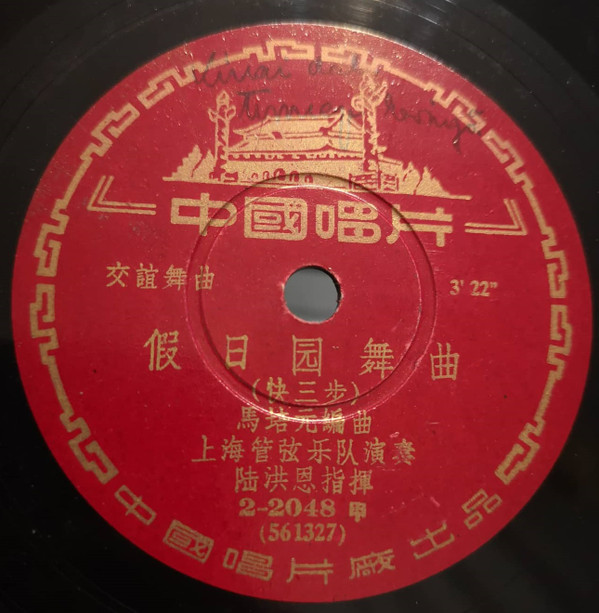 中國唱片
交誼舞曲
3' 22"
假日园舞曲
(快三步)
馬培元編曲
上海管弦乐队演奏
陆洪恩指揮
2-2048 甲
(561327)
中國唱片厰出品